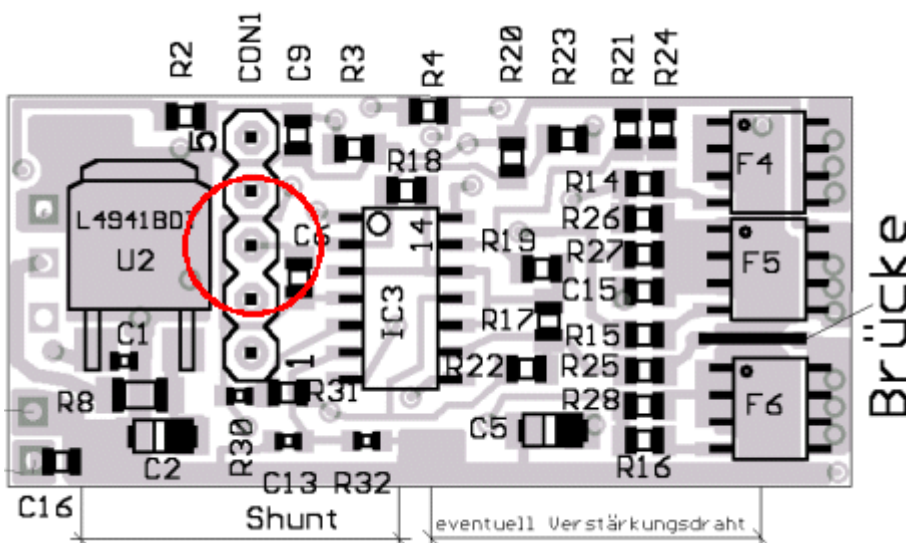 R2
CON1
C9
R3
R4
R20
R23
R21
R24
5
R18
F4
R14
L4941BDT
U2
C6
14
R19
R26
R27
F5
C15
IC3
R17
R15
Brücke
C1
1
R22
R25
R8
R31
R28
F6
C2
R30
C5
R16
C13
R32
C16
Shunt
eventuell Verstärkungsdraht